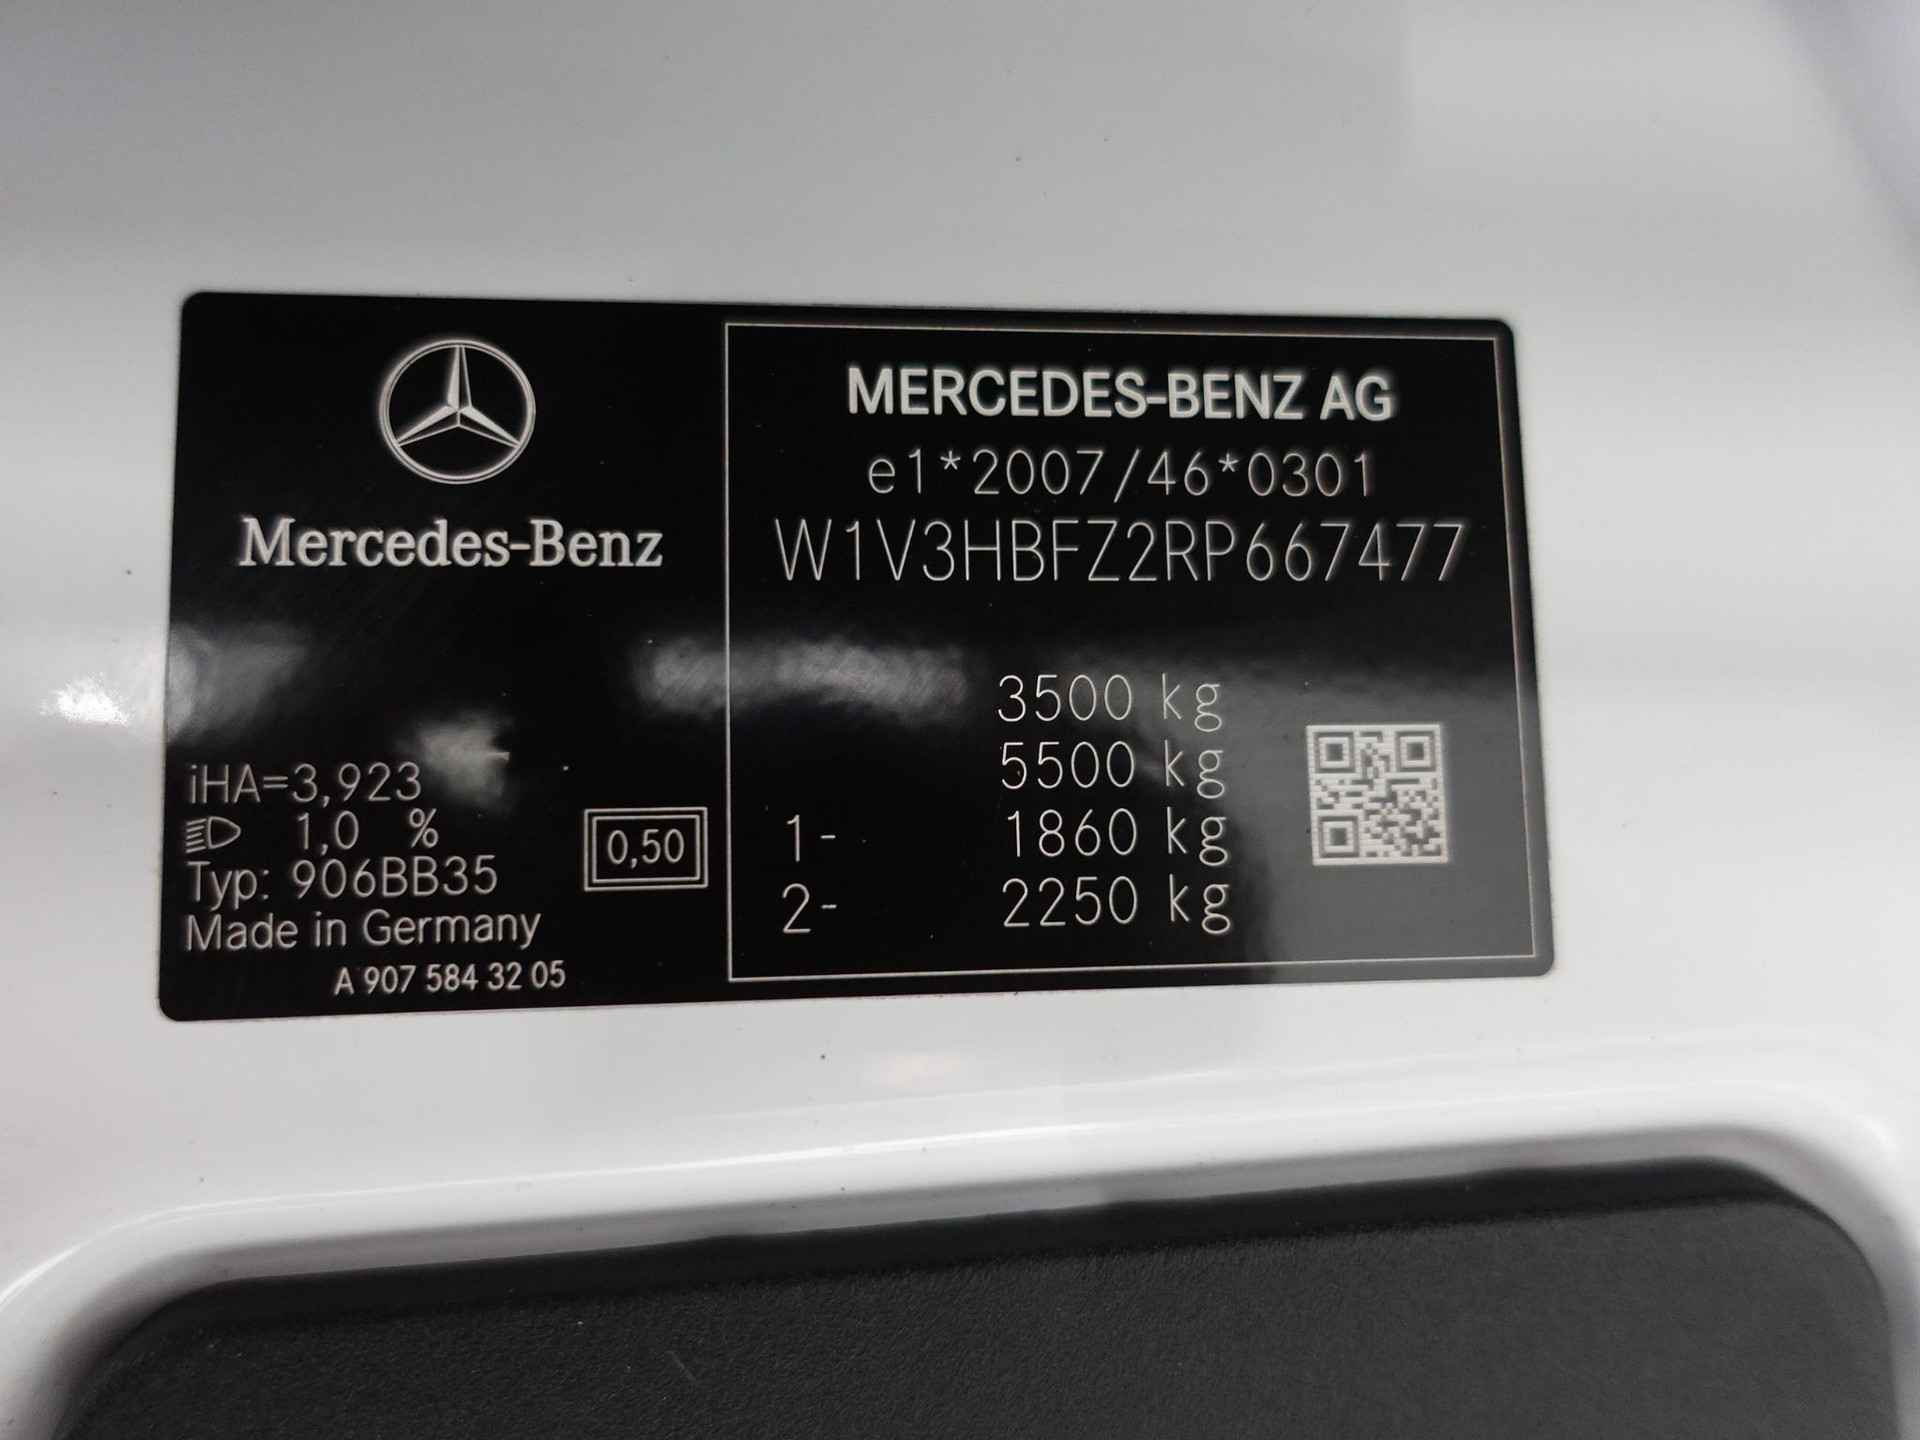 Mercedes-Benz
iHA=3,923
1,0 %
Typ: 906BB35
Made in Germany
A 907 584 32 05
0,50
MERCEDES-BENZ AG
e1*2007/46*0301
W1V3HBFZ2RP667477
3500 kg
5500 kg
1- 1860 kg
2- 2250 kg